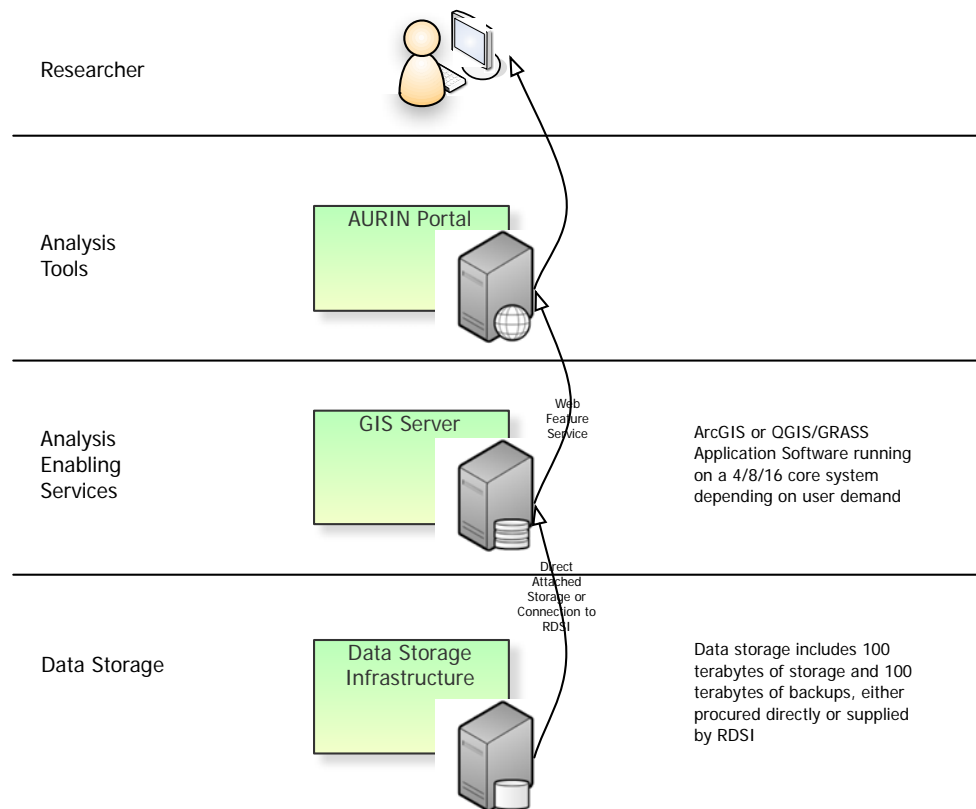 Researcher
Analysis
Tools
AURIN Portal
Analysis
Enabling
Services
GIS Server
Web
Feature
Service
ArcGIS or QGIS/GRASS
Application Software running
on a 4/8/16 core system
depending on user demand
Direct
Attached
Storage or
Connection to
RDSI
Data Storage
Data Storage
Infrastructure
Data storage includes 100
terabytes of storage and 100
terabytes of backups, either
procured directly or supplied
by RDSI